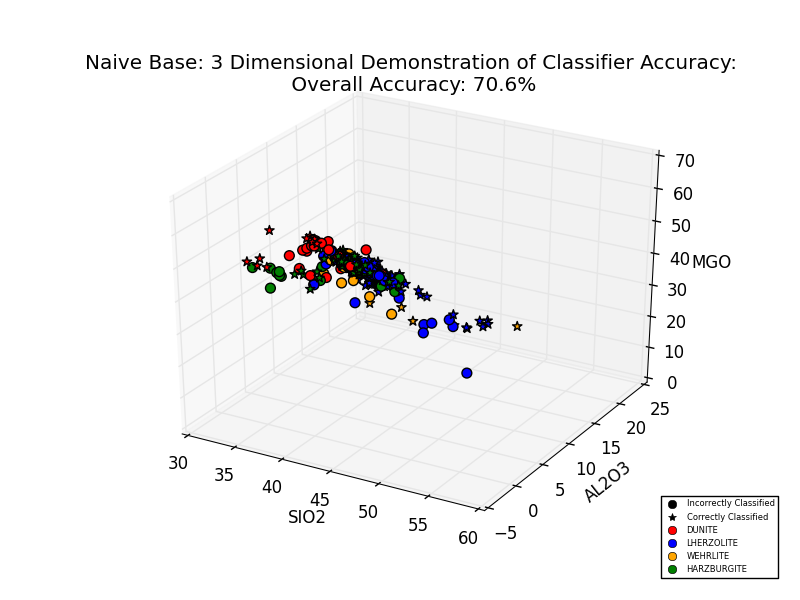 Naive Base: 3 Dimensional Demonstration of Classifier Accuracy:
Overall Accuracy: 70.6%
70
60
50
40
MGO
30
20
10
0
25
20
15
10
5
0
−5
AL2O3
30
35
40
45
50
55
60
SIO2
Incorrectly Classified
Correctly Classified
DUNITE
LHERZOLITE
WEHRLITE
HARZBURGITE